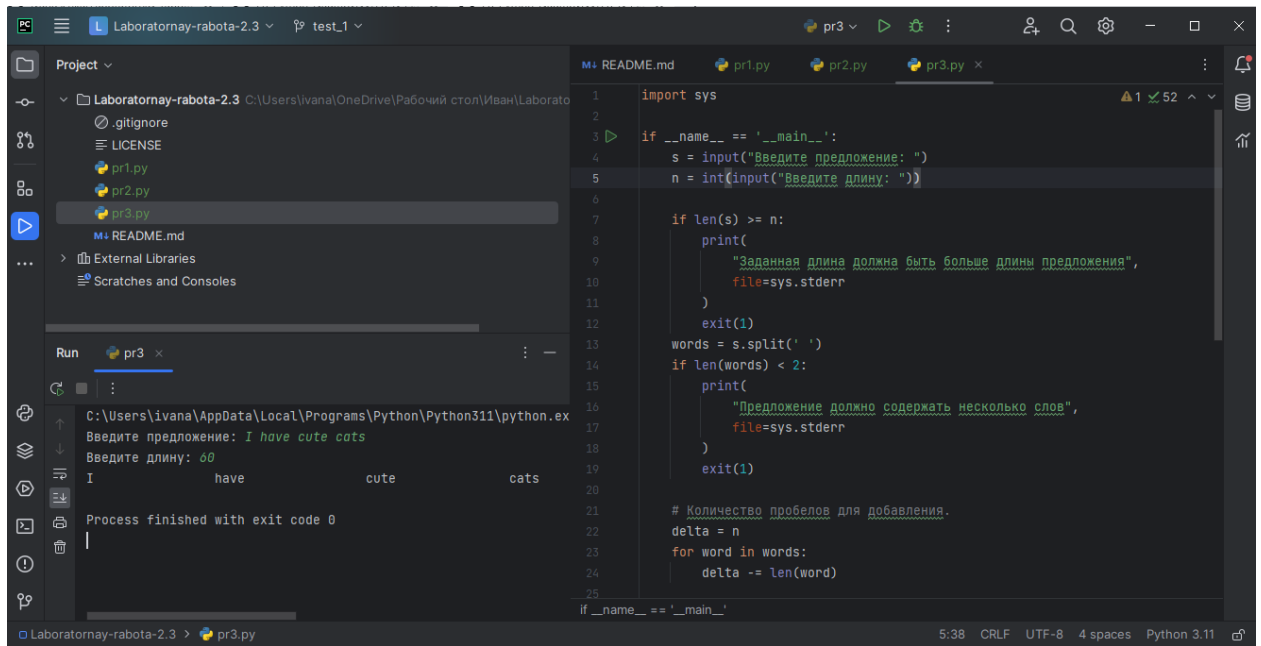 PC
L Laboratornay-rabota-2.3
test_1
pr3
Project
Laboratornay-rabota-2.3 C:\Users\ivana\OneDrive\Рабочий стол\Иван\Laborato
.gitignore
LICENSE
pr1.py
pr2.py
pr3.py
M↓ README.md
External Libraries
Scratches and Consoles
Run pr3
C:\Users\ivana\AppData\Local\Programs\Python\Python311\python.ex
Введите предложение: I have cute cats
Введите длину: 60
I have cute cats
Process finished with exit code 0
M↓ README.md pr1.py pr2.py pr3.py
1 52
1 import sys
2
3 if __name__ == '__main__':
4 s = input("Введите предложение: ")
5 n = int(input("Введите длину: "))
6
7 if len(s) >= n:
8 print(
9 "Заданная длина должна быть больше длины предложения",
10 file=sys.stderr
11 )
12 exit(1)
13 words = s.split(' ')
14 if len(words) < 2:
15 print(
16 "Предложение должно содержать несколько слов",
17 file=sys.stderr
18 )
19 exit(1)
20
21 # Количество пробелов для добавления.
22 delta = n
23 for word in words:
24 delta -= len(word)
25
if __name__ == '__main__'
Laboratornay-rabota-2.3 > pr3.py
5:38 CRLF UTF-8 4 spaces Python 3.11